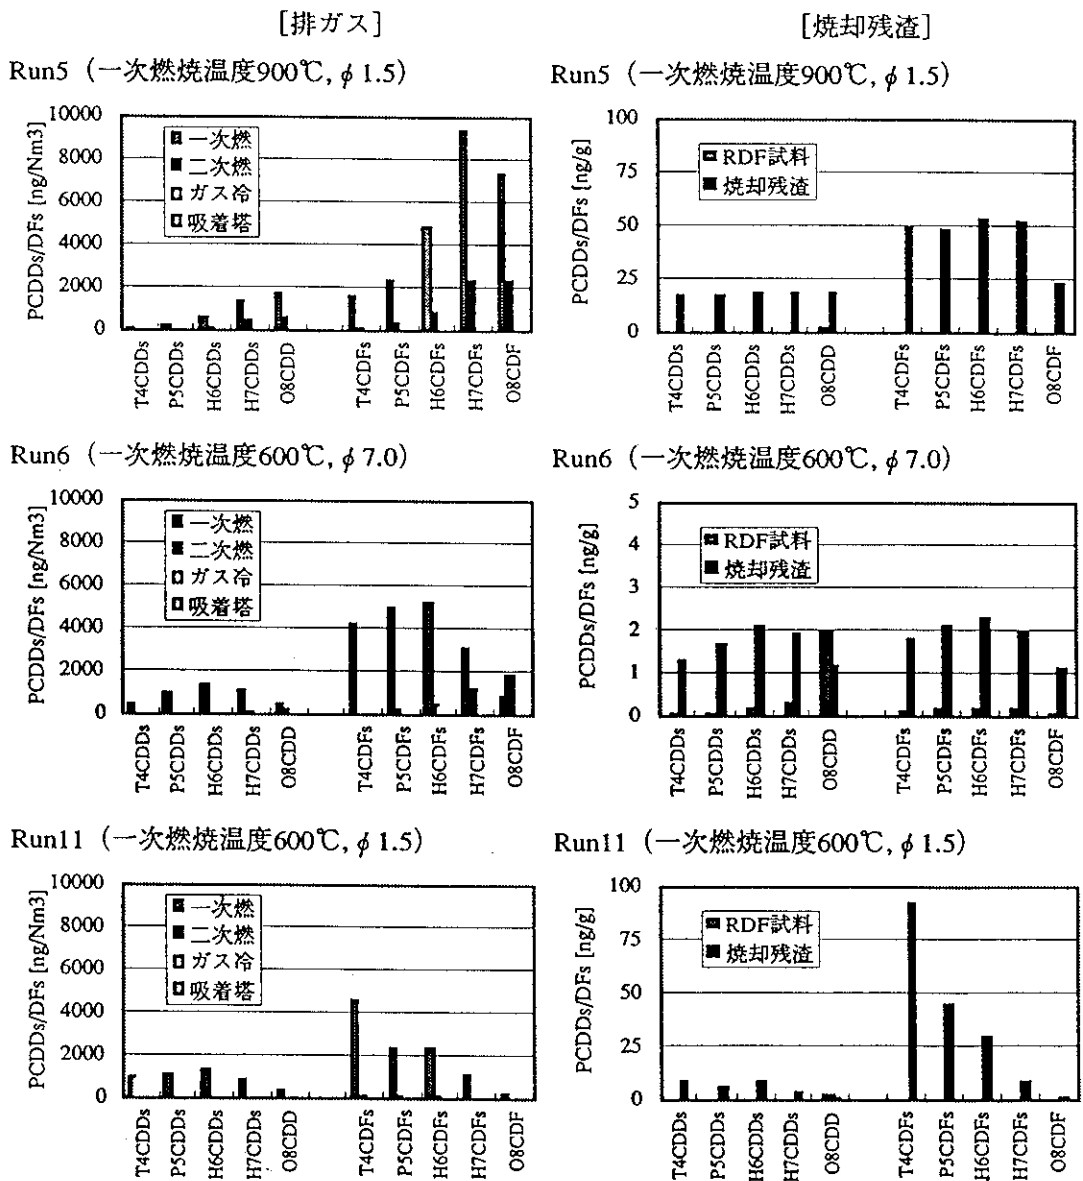 [排ガス]
[焼却残渣]
Run5（一次燃焼温度900℃, φ 1.5）
PCDDs/DFs [ng/Nm3]
10000
8000
6000
4000
2000
0
一次燃
二次燃
ガス冷
吸着塔
T4CDDs
P5CDDs
H6CDDs
H7CDDs
O8CDD
T4CDFs
P5CDFs
H6CDFs
H7CDFs
O8CDF
Run5（一次燃焼温度900℃, φ 1.5）
PCDDs/DFs [ng/g]
100
75
50
25
0
RDF試料
焼却残渣
T4CDDs
P5CDDs
H6CDDs
H7CDDs
O8CDD
T4CDFs
P5CDFs
H6CDFs
H7CDFs
O8CDF
Run6（一次燃焼温度600℃, φ 7.0）
PCDDs/DFs [ng/Nm3]
10000
8000
6000
4000
2000
0
一次燃
二次燃
ガス冷
吸着塔
T4CDDs
P5CDDs
H6CDDs
H7CDDs
O8CDD
T4CDFs
P5CDFs
H6CDFs
H7CDFs
O8CDF
Run6（一次燃焼温度600℃, φ 7.0）
PCDDs/DFs [ng/g]
5
4
3
2
1
0
RDF試料
焼却残渣
T4CDDs
P5CDDs
H6CDDs
H7CDDs
O8CDD
T4CDFs
P5CDFs
H6CDFs
H7CDFs
O8CDF
Run11（一次燃焼温度600℃, φ 1.5）
PCDDs/DFs [ng/Nm3]
10000
8000
6000
4000
2000
0
一次燃
二次燃
ガス冷
吸着塔
T4CDDs
P5CDDs
H6CDDs
H7CDDs
O8CDD
T4CDFs
P5CDFs
H6CDFs
H7CDFs
O8CDF
Run11（一次燃焼温度600℃, φ 1.5）
PCDDs/DFs [ng/g]
100
75
50
25
0
RDF試料
焼却残渣
T4CDDs
P5CDDs
H6CDDs
H7CDDs
O8CDD
T4CDFs
P5CDFs
H6CDFs
H7CDFs
O8CDF